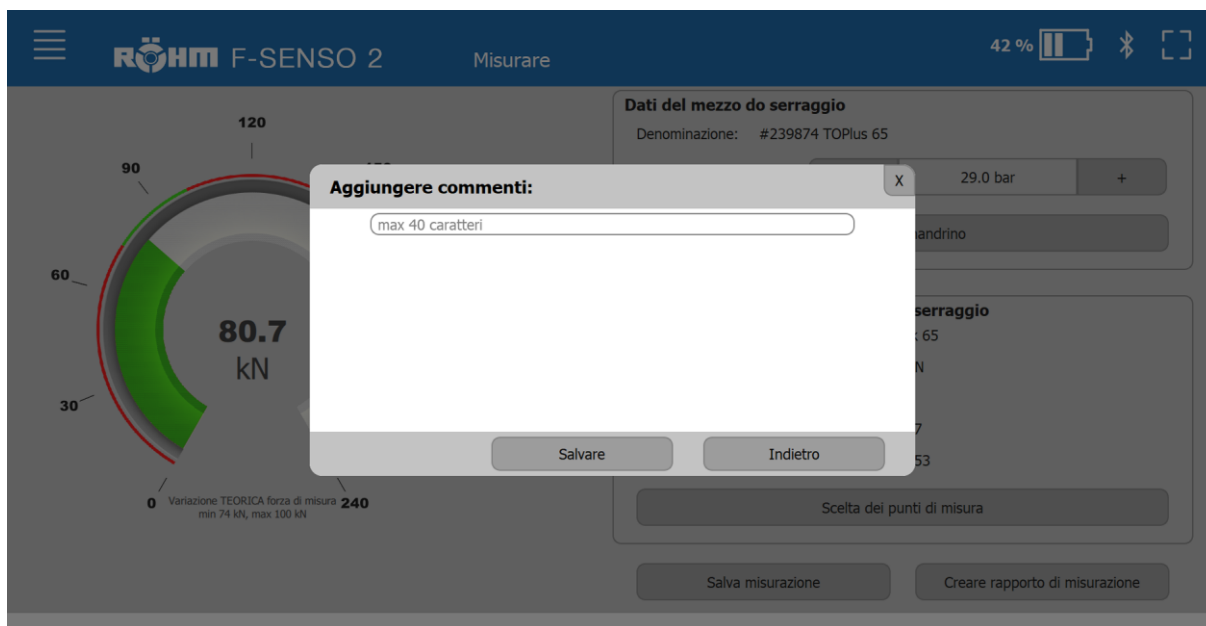 RÖHM F-SENSO 2
Misurare
42 %
120
90
60
30
0
240
80.7
kN
Variazione TEORICA forza di misura
min 74 kN, max 100 kN
Dati del mezzo do serraggio
Denominazione: #239874 TOPlus 65
29.0 bar +
Aggiungere commenti:
X
max 40 caratteri
Salvare
Indietro
serraggio
65
N
7
53
Scelta dei punti di misura
Salva misurazione
Creare rapporto di misurazione